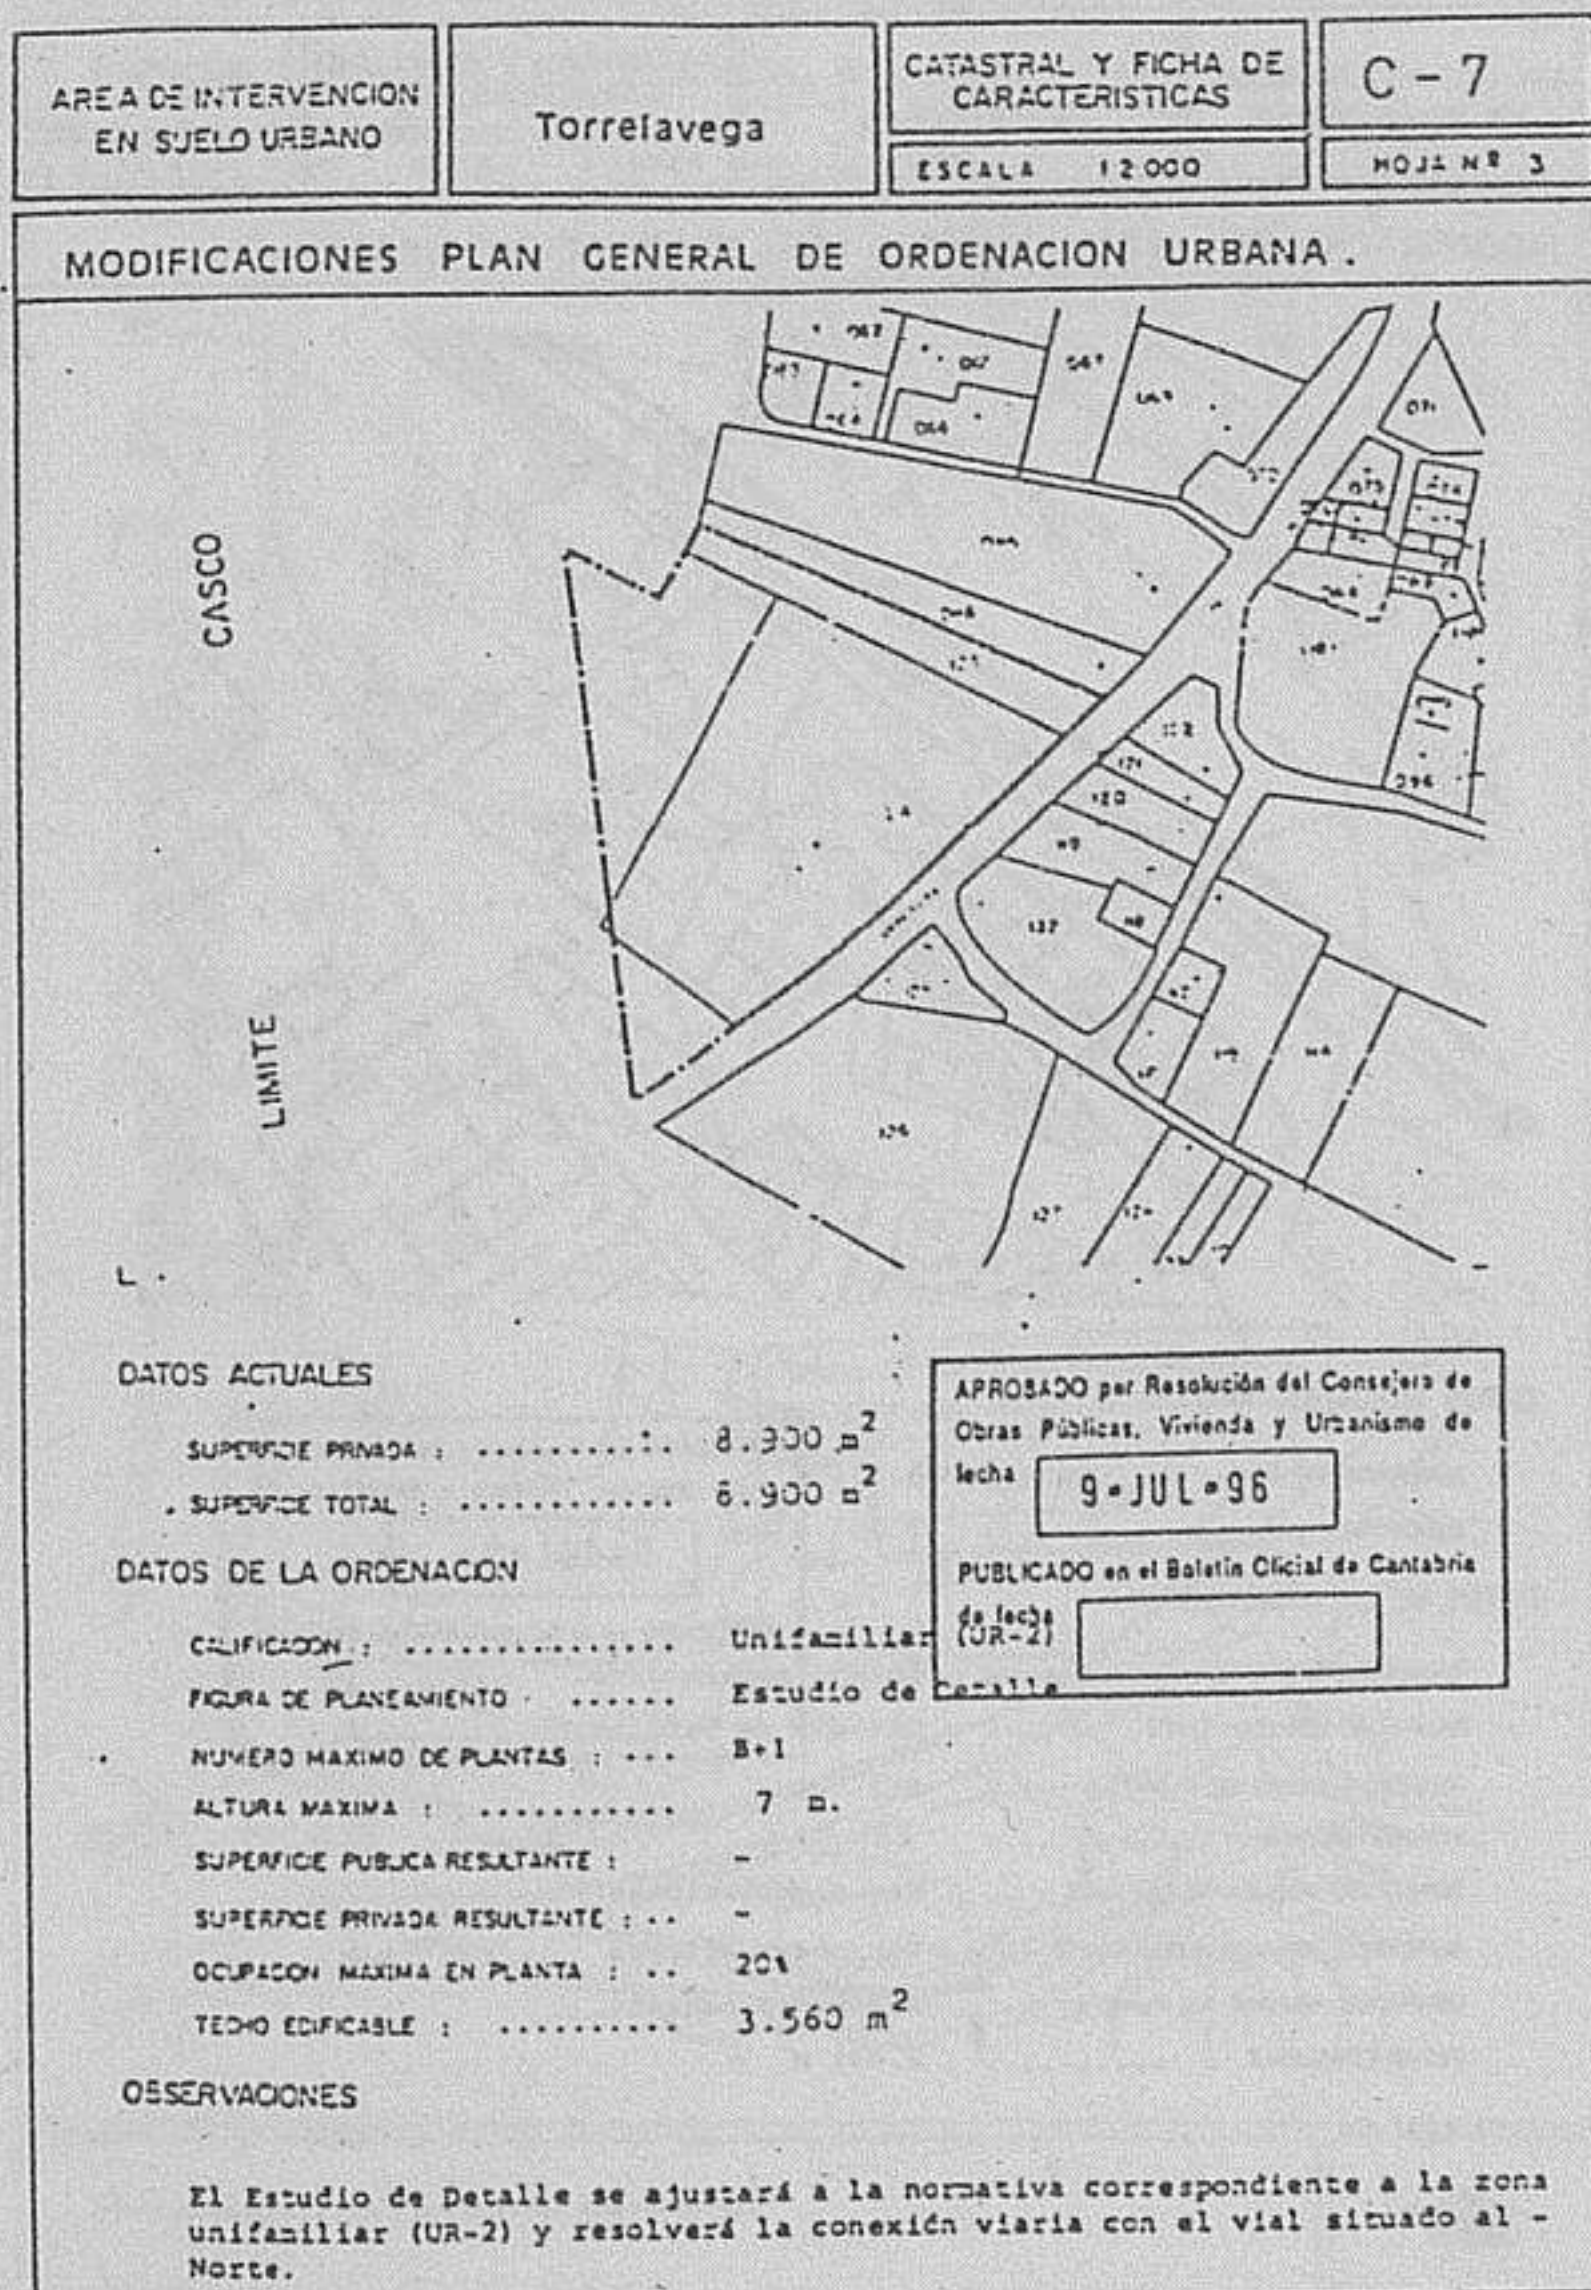 AREA DE INTERVENCION
EN SUELO URBANO
Torrelavega
CATASTRAL Y FICHA DE
CARACTERISTICAS
ESCALA 1 2.000
C - 7
HOJA Nº 3
MODIFICACIONES PLAN GENERAL DE ORDENACION URBANA .
CASCO
LIMITE
122
121
120
137
DATOS ACTUALES
SUPERFICIE PRIVADA : ........... 8.900 m²
SUPERFICIE TOTAL : ............ 8.900 m²
APROBADO por Resolución del Consejero de
Obras Públicas, Vivienda y Urbanismo de
fecha
9·JUL·96
PUBLICADO en el Boletín Oficial de Cantabria
de fecha
DATOS DE LA ORDENACION
CALIFICACION : ............... Unifamiliar (UR-2)
FIGURA DE PLANEAMIENTO ...... Estudio de Detalle
NUMERO MAXIMO DE PLANTAS : ... B+1
ALTURA MAXIMA : ........... 7 m.
SUPERFICIE PUBLICA RESULTANTE : -
SUPERFICIE PRIVADA RESULTANTE : .. -
OCUPACION MAXIMA EN PLANTA : .. 20%
TECHO EDIFICABLE : .......... 3.560 m²
OBSERVACIONES
El Estudio de Detalle se ajustará a la normativa correspondiente a la zona
unifamiliar (UR-2) y resolverá la conexión viaria con el vial situado al -
Norte.